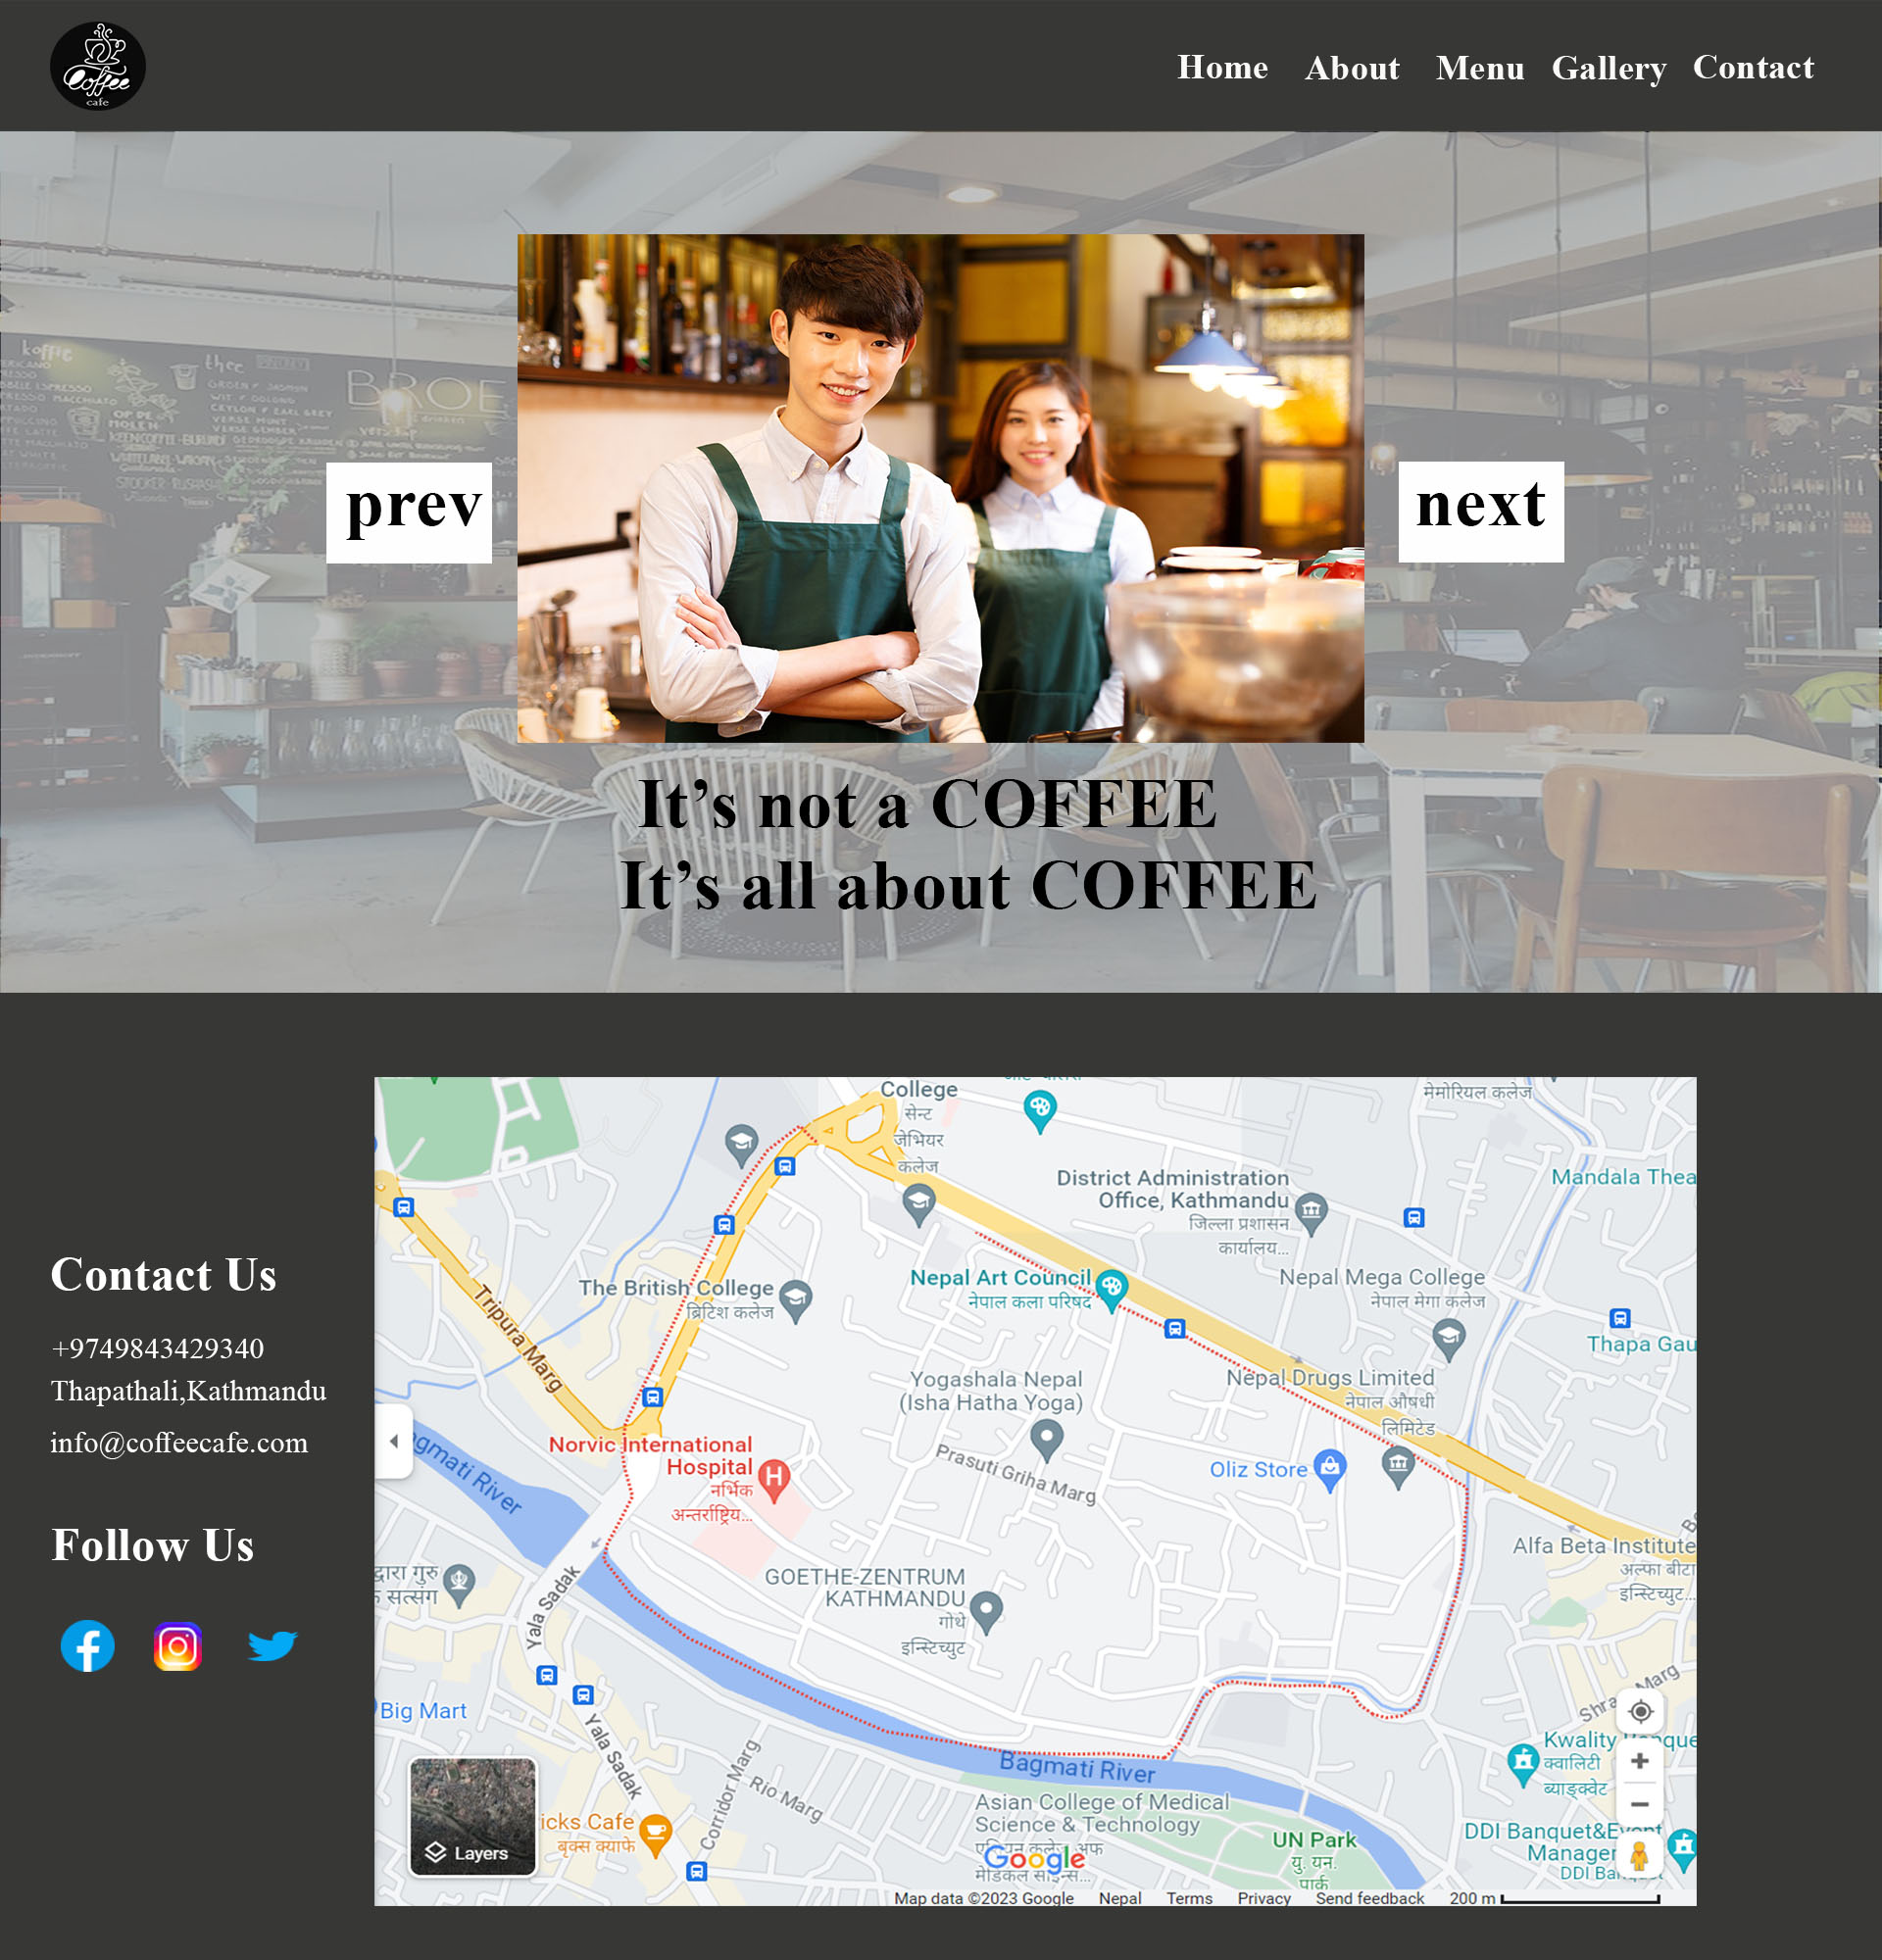 Coffee
cafe
Home About Menu Gallery Contact
koffie
thee
BROE
prev
next
It's not a COFFEE
It's all about COFFEE
Contact Us
+9749843429340
Thapathali,Kathmandu
info@coffeecafe.com
Follow Us
College
सेन्ट
जेभियर
कलेज
मेमोरियल कलेज
District Administration
Office, Kathmandu
जिल्ला प्रशासन
कार्यालय...
Mandala Thea
The British College
ब्रिटिश कलेज
Nepal Art Council
नेपाल कला परिषद
Nepal Mega College
नेपाल मेगा कलेज
Thapa Gau
Tripura Marg
Yogashala Nepal
(Isha Hatha Yoga)
Nepal Drugs Limited
नेपाल औषधी
लिमिटेड
Norvic International
Hospital
नर्भिक
अन्तर्राष्ट्रिय...
Prasuti Griha Marg
Oliz Store
gmati River
Alfa Beta Institute
अल्फा बीटा
इन्स्टिच्युट...
द्वारा गुरु
सत्संग
Yala Sadak
GOETHE-ZENTRUM
KATHMANDU
गोथे
इन्स्टिच्युट
Big Mart
Yala Sadak
Corridor Marg
Rio Marg
Bagmati River
Marg
Kwality
क्वालिटी
ब्याङ्क्वेट
icks Cafe
बृक्स क्याफे
Asian College of Medical
Science & Technology
UN Park
यु. यन.
पार्क
DDI Banquet&Event
Manager
DDI
Layers
Google
Map data ©2023 Google Nepal Terms Privacy Send feedback 200 m